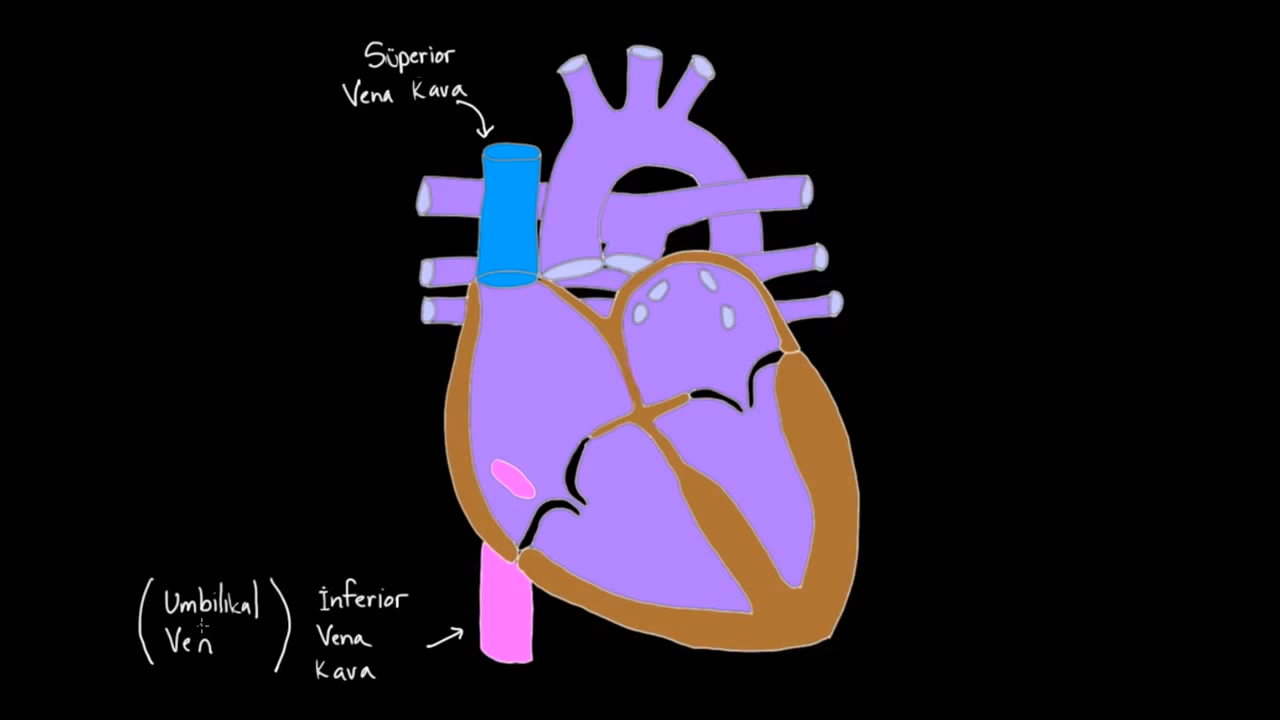 Süperior
Vena Kava
(Umbilikal
Ven)
İnferior
Vena
Kava